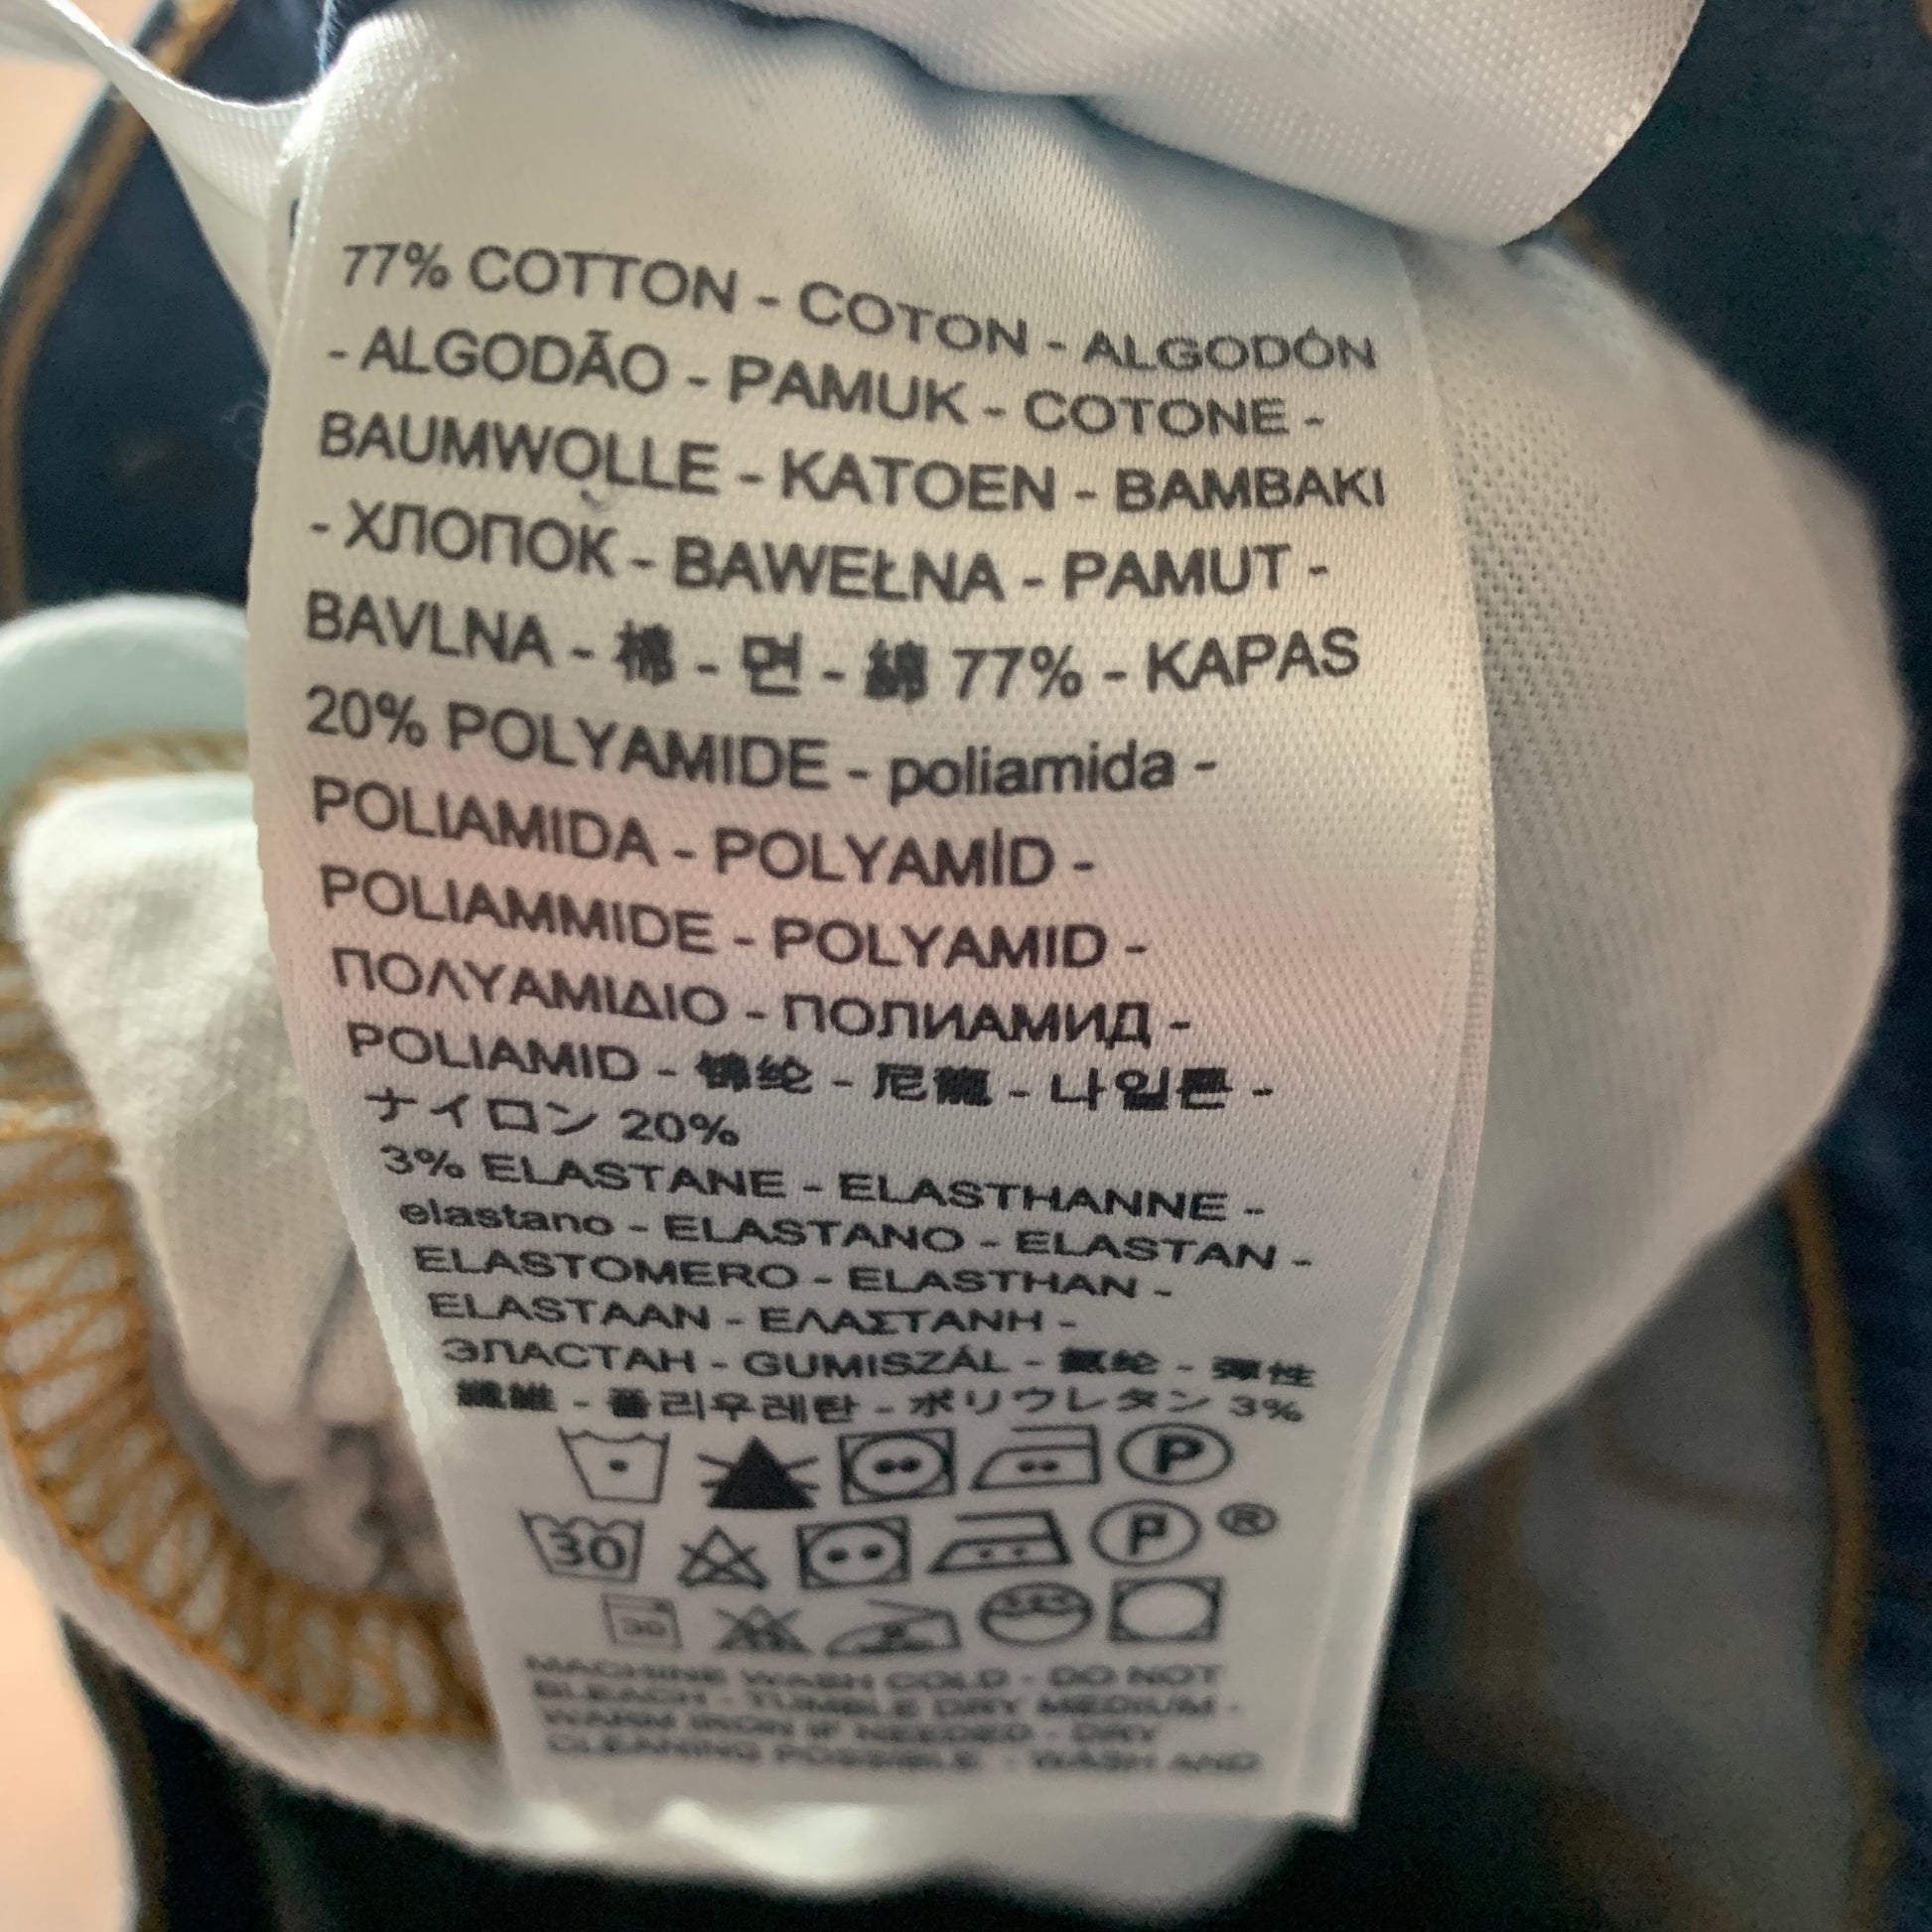 77% COTTON - COTON - ALGODÓN
- ALGODÃO - PAMUK - COTONE -
BAUMWOLLE - KATOEN - BAMBAKI
- ХЛОПОК - BAWEŁNA - PAMUT -
BAVLNA - 棉 - 면 - 綿 77% - KAPAS
20% POLYAMIDE - poliamida -
POLIAMIDA - POLYAMİD -
POLIAMMIDE - POLYAMID -
ΠΟΛΥΑΜΙΔΙΟ - ПОЛИАМИД -
POLIAMID - 锦纶 - 尼龍 - 나일론 -
ナイロン 20%
3% ELASTANE - ELASTHANNE -
elastano - ELASTANO - ELASTAN -
ELASTOMERO - ELASTHAN -
ELASTAAN - ΕΛΑΣΤΑΝΗ -
ЭЛАСТАН - GUMISZÁL - 氨纶 - 彈性
纖維 - 폴리우레탄 - ポリウレタン 3%
P
30 P ®
30
MACHINE WASH COLD - DO NOT
BLEACH - TUMBLE DRY MEDIUM -
WARM IRON IF NEEDED - DRY
CLEANING POSSIBLE - WASH AND